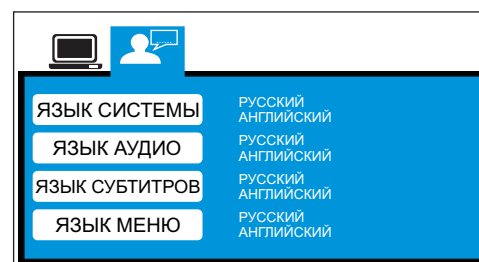 ЯЗЫК СИСТЕМЫ
РУССКИЙ
АНГЛИЙСКИЙ
ЯЗЫК АУДИО
РУССКИЙ
АНГЛИЙСКИЙ
ЯЗЫК СУБТИТРОВ
РУССКИЙ
АНГЛИЙСКИЙ
ЯЗЫК МЕНЮ
РУССКИЙ
АНГЛИЙСКИЙ